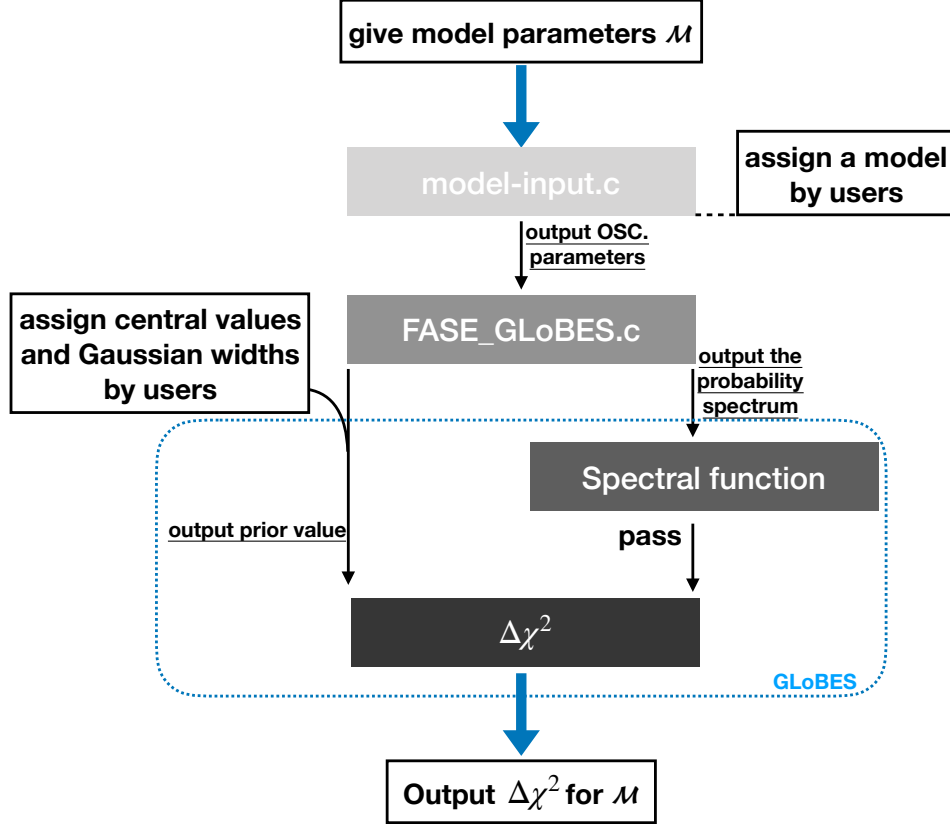 give model parameters ℳ
model-input.c
assign a model
by users
output OSC.
parameters
assign central values
and Gaussian widths
by users
FASE_GLoBES.c
output the
probability
spectrum
Spectral function
output prior value
pass
Δχ²
GLoBES
Output Δχ² for ℳ